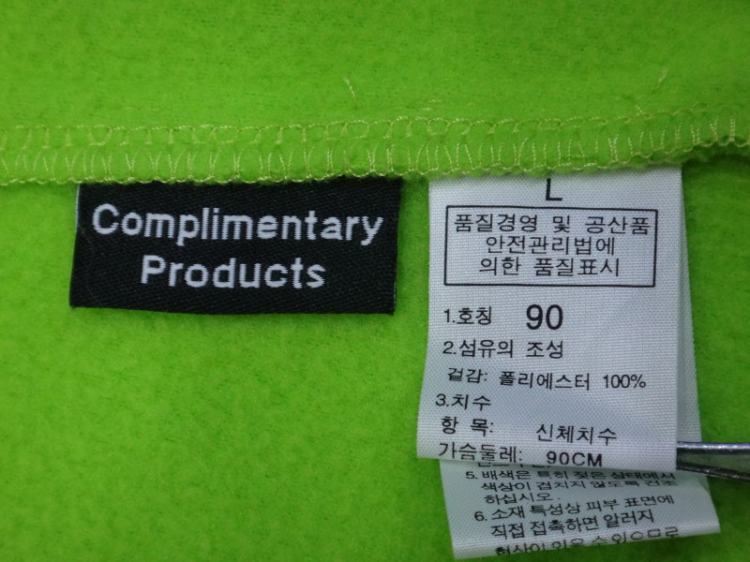 Complimentary
Products
L
품질경영 및 공산품
안전관리법에
의한 품질표시
1.호칭 90
2.섬유의 조성
겉감: 폴리에스터 100%
3.치수
항 목: 신체치수
가슴둘레: 90CM
5. 배색은 특히 젖은 상태에서
색상이 겹치지 않도록 건조
하십시오.
6. 소재 특성상 피부 표면에
직접 접촉하면 알러지